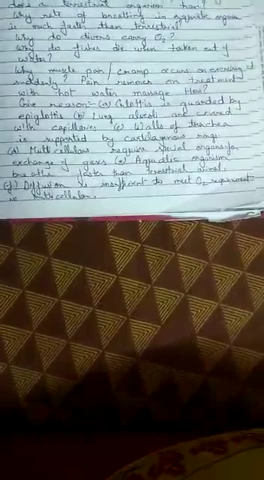 does a terrestrial organism has?
Why rate of breathing in aquatic organism
is much faster than terrestrial?
Why do divers carry O2?
Why do fishes die when taken out of
water?
Why muscle pain / cramp occurs on exercising
suddenly? Pain removes on treatment
with hot water massage How?
Give reason - (a) Glottis is guarded by
epiglottis (b) Lung alveoli are covered
with capillaries (c) Walls of trachea
is supported by cartilagenous rings
(d) Multicellular require special organs for
exchange of gases (e) Aquatic organism
breathe faster than terrestrial
(f) Diffusion is insufficient to meet O2 requirement
in multicellular.